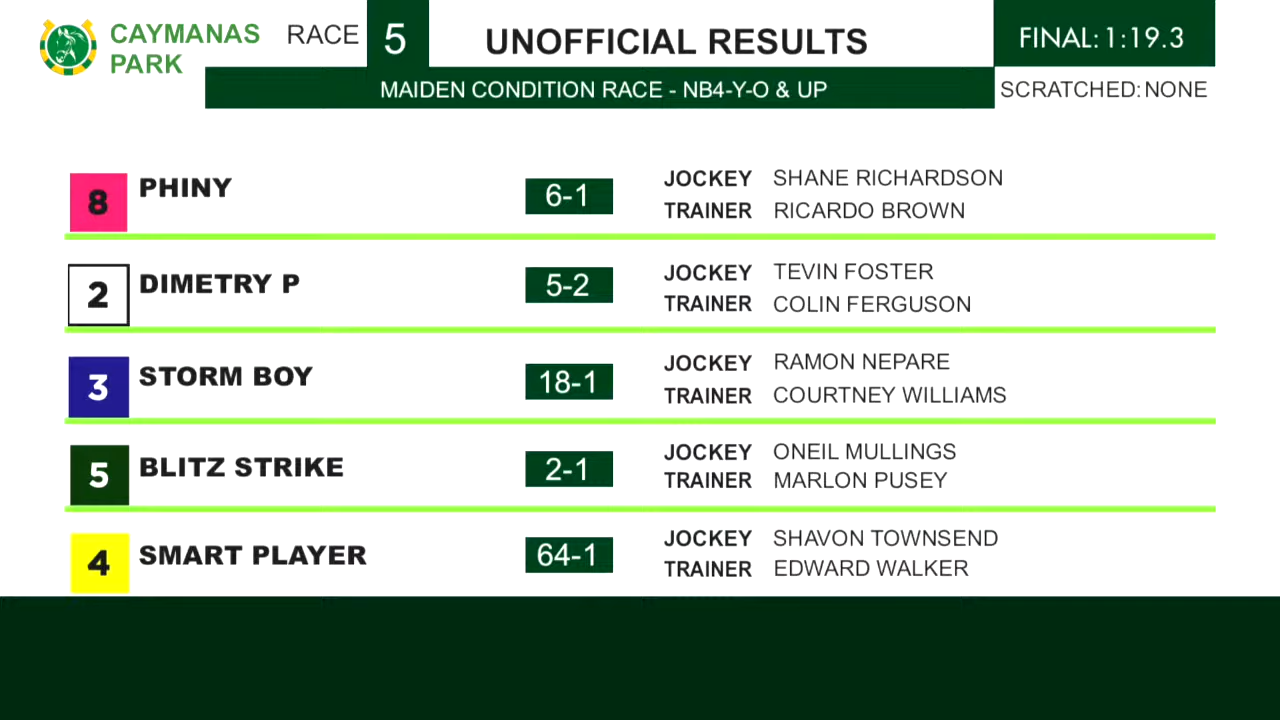 CAYMANAS
PARK
RACE 5
UNOFFICIAL RESULTS
FINAL: 1:19.3
MAIDEN CONDITION RACE - NB4-Y-O & UP
SCRATCHED: NONE
8 PHINY 6-1 JOCKEY SHANE RICHARDSON
TRAINER RICARDO BROWN
2 DIMETRY P 5-2 JOCKEY TEVIN FOSTER
TRAINER COLIN FERGUSON
3 STORM BOY 18-1 JOCKEY RAMON NEPARE
TRAINER COURTNEY WILLIAMS
5 BLITZ STRIKE 2-1 JOCKEY ONEIL MULLINGS
TRAINER MARLON PUSEY
4 SMART PLAYER 64-1 JOCKEY SHAVON TOWNSEND
TRAINER EDWARD WALKER